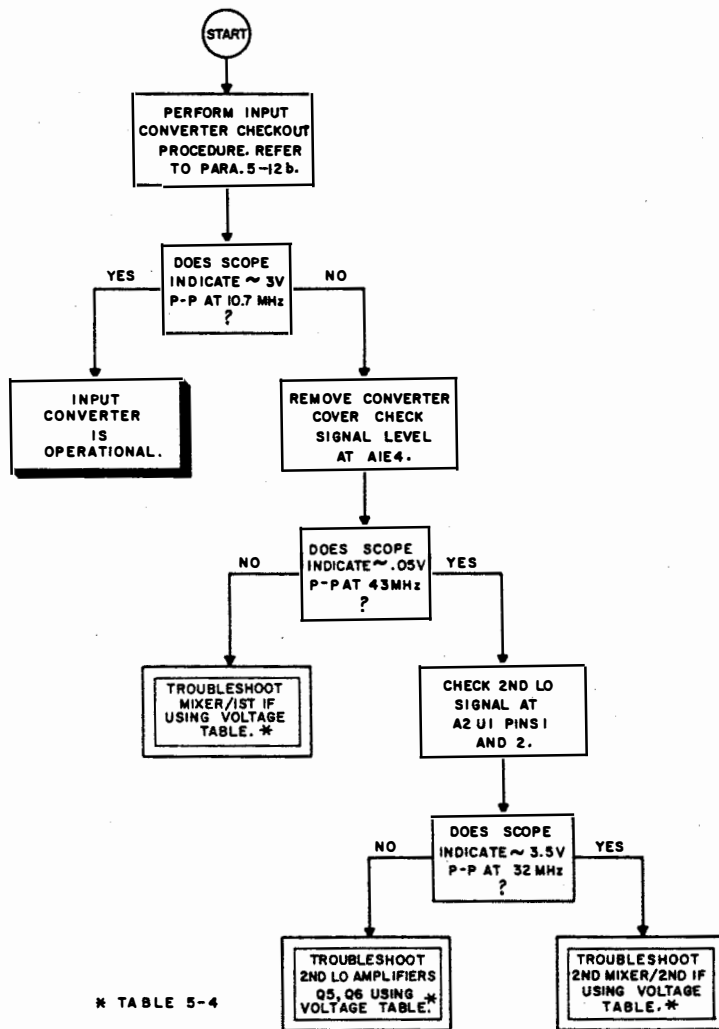 START
PERFORM INPUT
CONVERTER CHECKOUT
PROCEDURE. REFER
TO PARA. 5-12 b.
DOES SCOPE
INDICATE ~ 3V
P-P AT 10.7 MHz
?
YES
NO
INPUT
CONVERTER
IS
OPERATIONAL.
REMOVE CONVERTER
COVER CHECK
SIGNAL LEVEL
AT A1E4.
DOES SCOPE
INDICATE ~ .05V
P-P AT 43MHz
?
NO
YES
TROUBLESHOOT
MIXER/1ST IF
USING VOLTAGE
TABLE. *
CHECK 2ND LO
SIGNAL AT
A2 U1 PINS 1
AND 2.
DOES SCOPE
INDICATE ~ 3.5V
P-P AT 32 MHz
?
NO
YES
TROUBLESHOOT
2ND LO AMPLIFIERS
Q5, Q6 USING
VOLTAGE TABLE.*
TROUBLESHOOT
2ND MIXER/2ND IF
USING VOLTAGE
TABLE. *
* TABLE 5-4